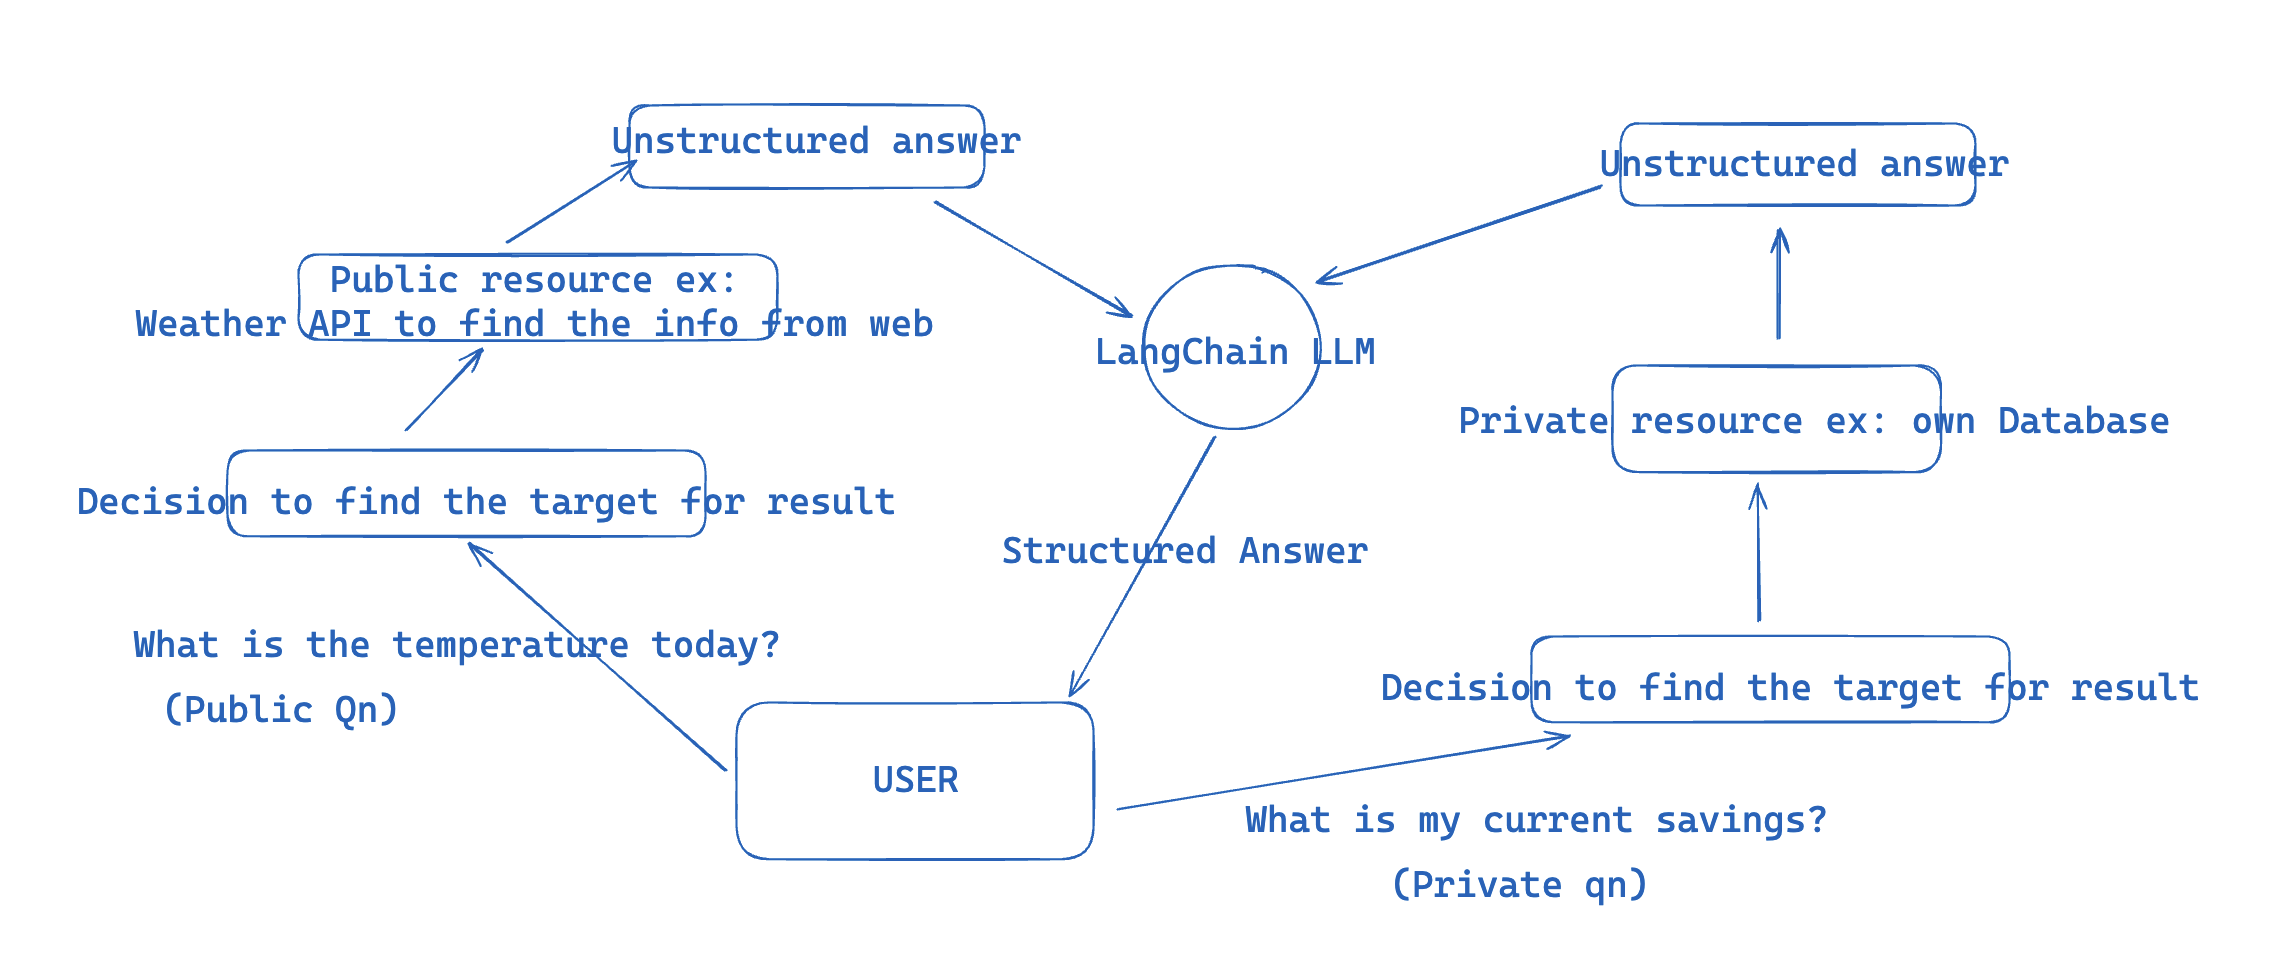 Unstructured answer
Unstructured answer
Public resource ex:
Weather API to find the info from web
LangChain LLM
Private resource ex: own Database
Decision to find the target for result
Structured Answer
What is the temperature today?
(Public Qn)
Decision to find the target for result
USER
What is my current savings?
(Private qn)